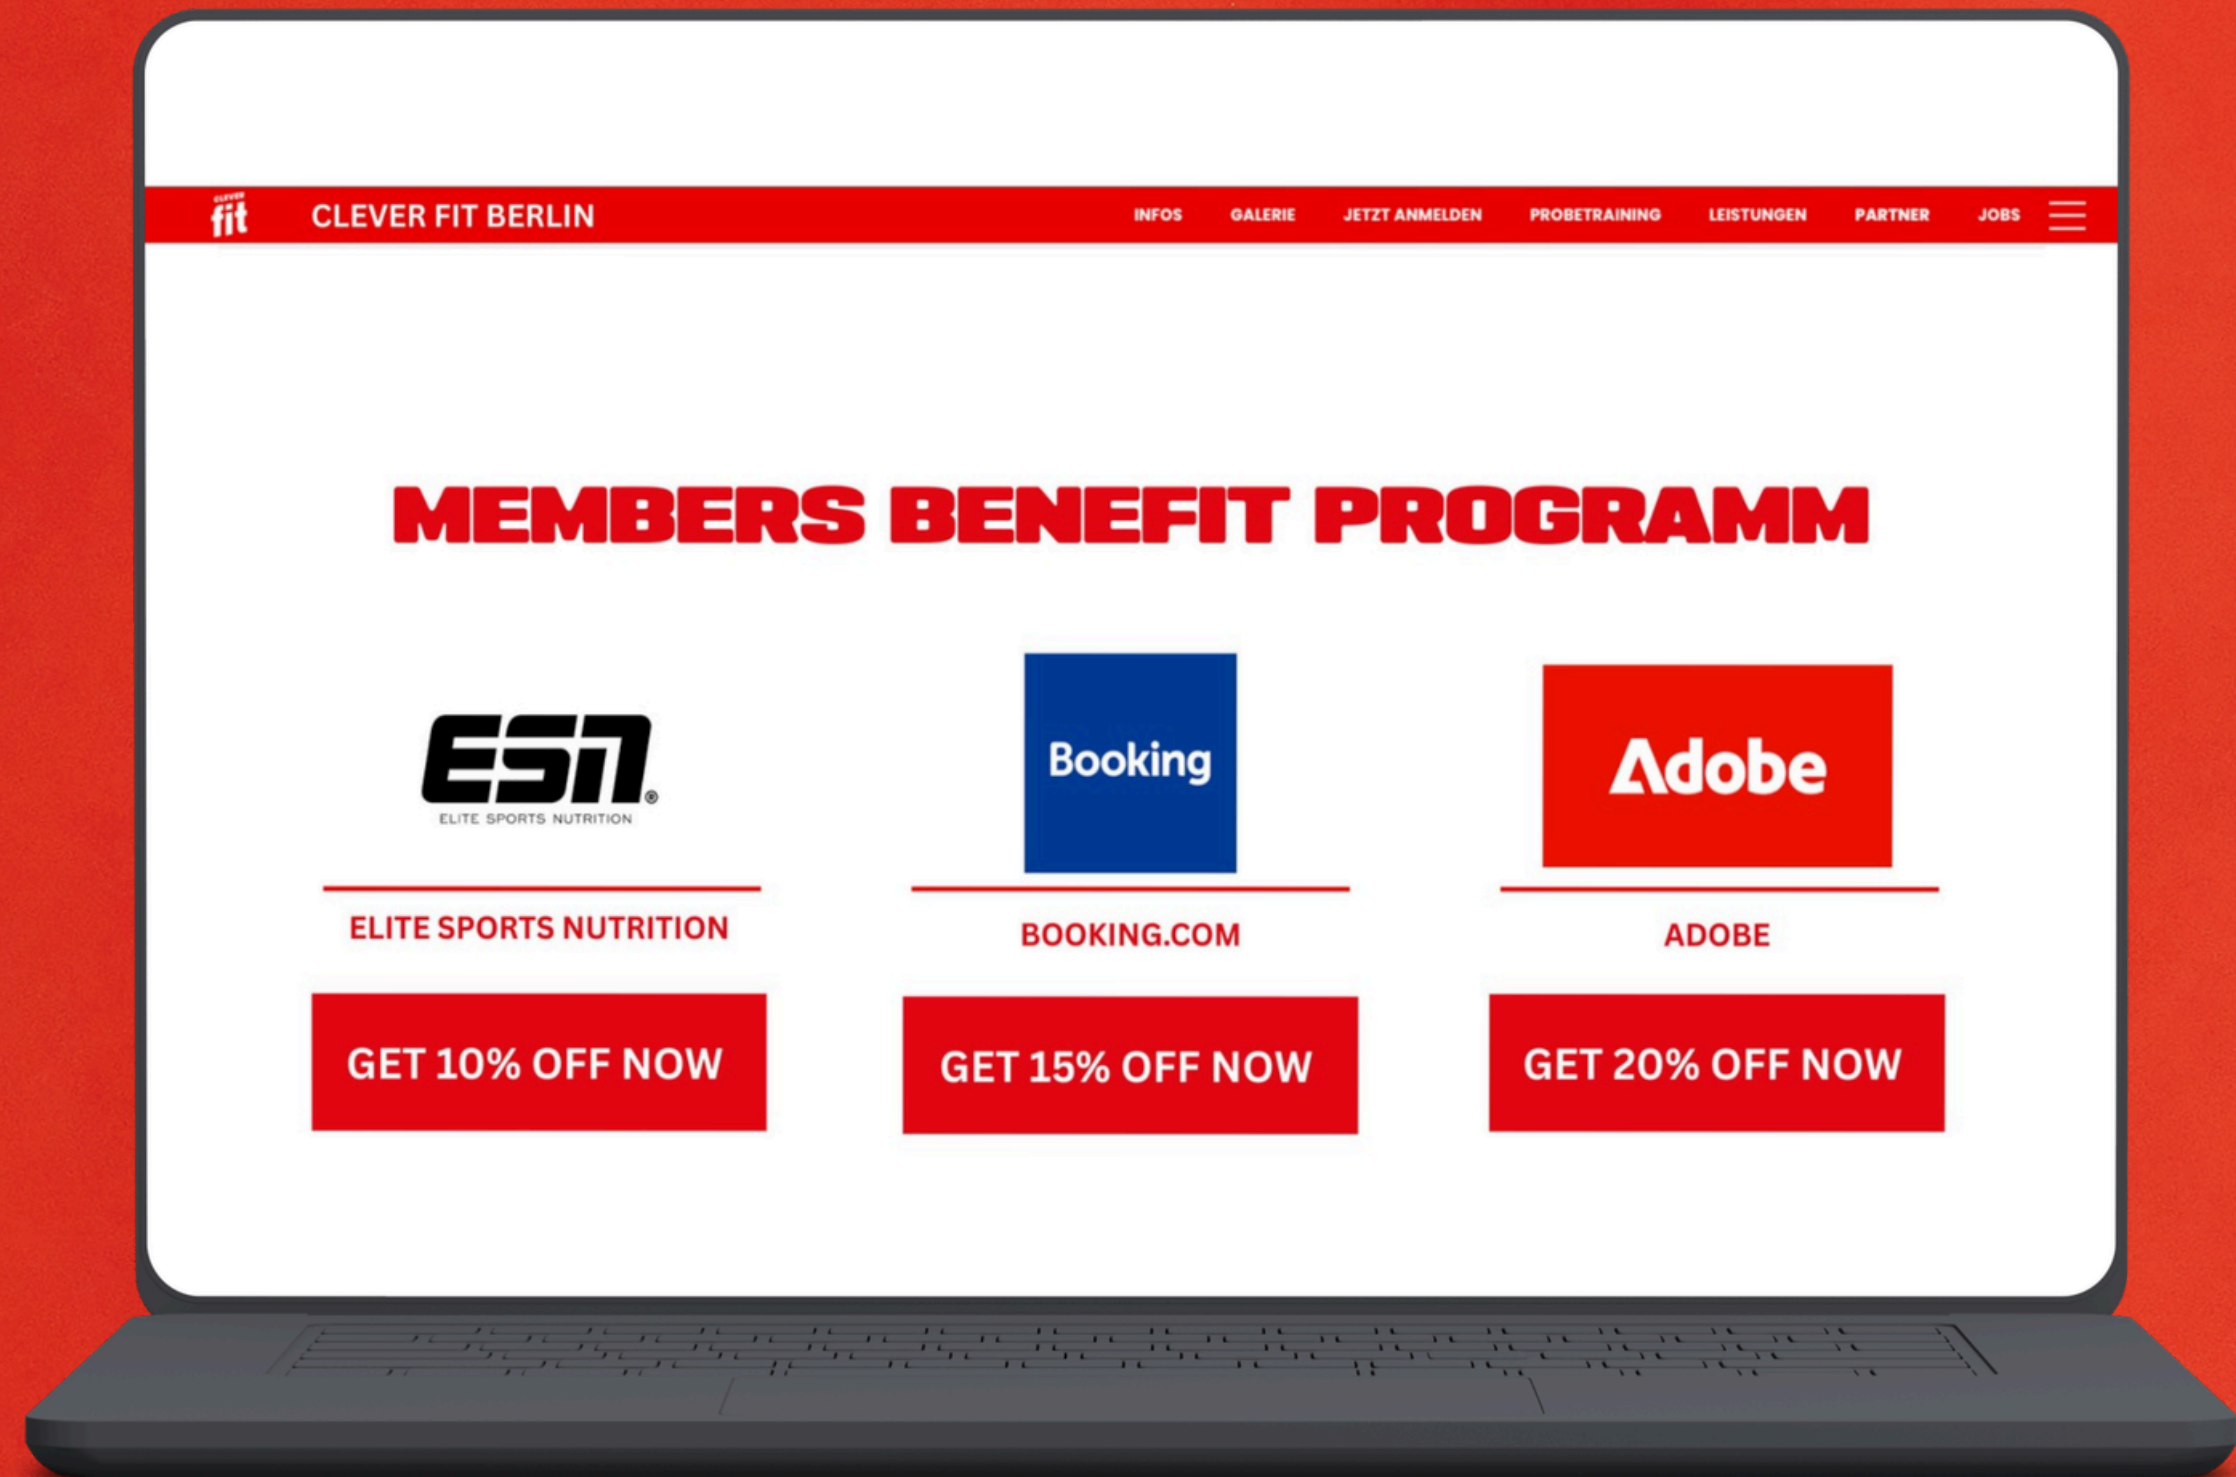 CLEVER
fit
CLEVER FIT BERLIN
INFOS GALERIE JETZT ANMELDEN PROBETRAINING LEISTUNGEN PARTNER JOBS
MEMBERS BENEFIT PROGRAMM
ESN®
ELITE SPORTS NUTRITION
Booking
Adobe
ELITE SPORTS NUTRITION
BOOKING.COM
ADOBE
GET 10% OFF NOW
GET 15% OFF NOW
GET 20% OFF NOW